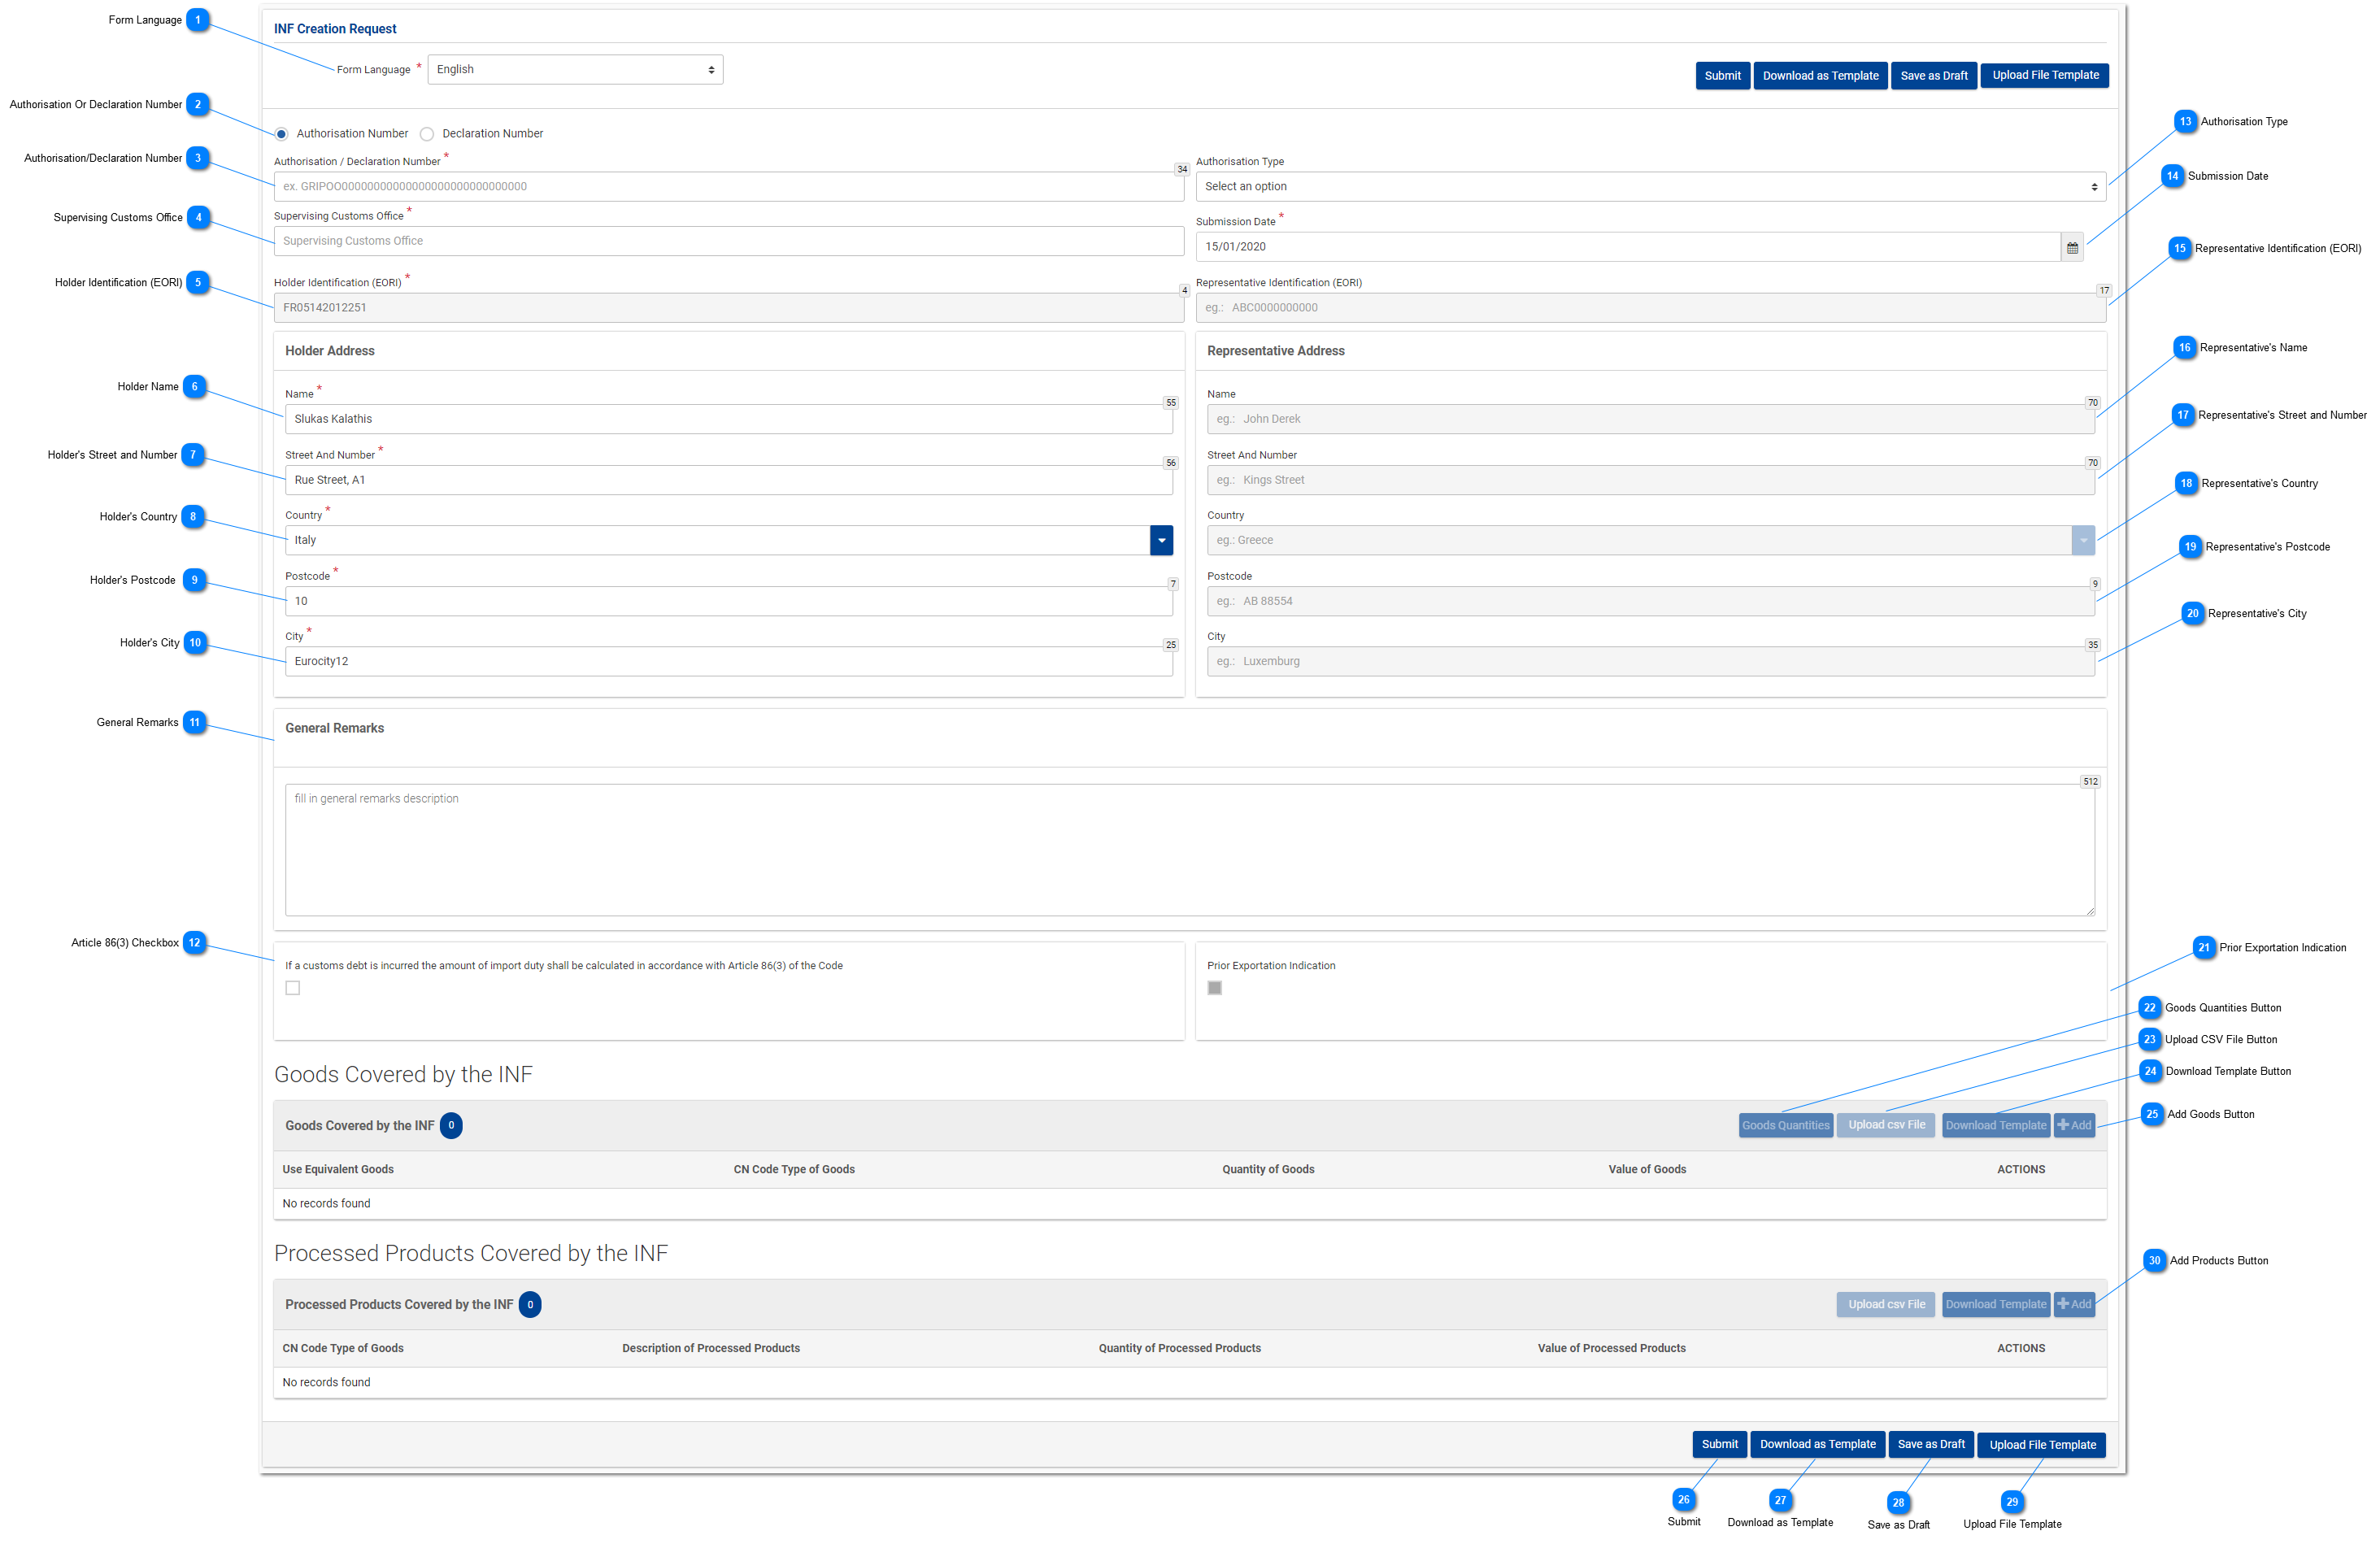 Form Language 1
INF Creation Request
Form Language * English
Submit Download as Template Save as Draft Upload File Template
Authorisation Or Declaration Number 2
Authorisation Number Declaration Number
13 Authorisation Type
Authorisation/Declaration Number 3
Authorisation / Declaration Number *
34
ex. GRIPOO00000000000000000000000000000
Authorisation Type
Select an option
14 Submission Date
Supervising Customs Office 4
Supervising Customs Office *
Supervising Customs Office
Submission Date *
15/01/2020
15 Representative Identification (EORI)
Holder Identification (EORI) 5
Holder Identification (EORI) *
4
FR05142012251
Representative Identification (EORI)
17
eg.: ABC0000000000
Holder Address
Representative Address
16 Representative's Name
Holder Name 6
Name *
55
Slukas Kalathis
Name
70
eg.: John Derek
17 Representative's Street and Number
Holder's Street and Number 7
Street And Number *
56
Rue Street, A1
Street And Number
70
eg.: Kings Street
18 Representative's Country
Holder's Country 8
Country *
Italy
Country
eg.: Greece
19 Representative's Postcode
Holder's Postcode 9
Postcode *
7
10
Postcode
9
eg.: AB 88554
20 Representative's City
Holder's City 10
City *
25
Eurocity12
City
35
eg.: Luxemburg
General Remarks 11
General Remarks
512
fill in general remarks description
Article 86(3) Checkbox 12
If a customs debt is incurred the amount of import duty shall be calculated in accordance with Article 86(3) of the Code
Prior Exportation Indication
21 Prior Exportation Indication
22 Goods Quantities Button
23 Upload CSV File Button
24 Download Template Button
25 Add Goods Button
Goods Covered by the INF
Goods Covered by the INF 0
Goods Quantities Upload csv File Download Template Add
Use Equivalent Goods CN Code Type of Goods Quantity of Goods Value of Goods ACTIONS
No records found
Processed Products Covered by the INF
30 Add Products Button
Processed Products Covered by the INF 0
Upload csv File Download Template Add
CN Code Type of Goods Description of Processed Products Quantity of Processed Products Value of Processed Products ACTIONS
No records found
Submit Download as Template Save as Draft Upload File Template
26 27 28 29
Submit Download as Template Save as Draft Upload File Template